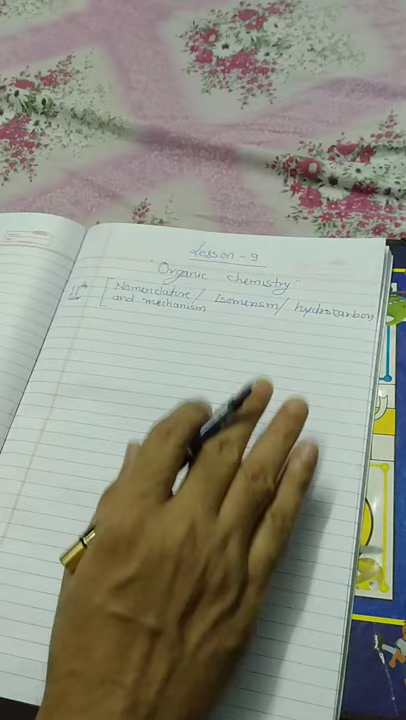 Lesson - 9
"Organic chemistry"
11th [ Nomenclature / Isomerism / hydrocarbon
and mechanism